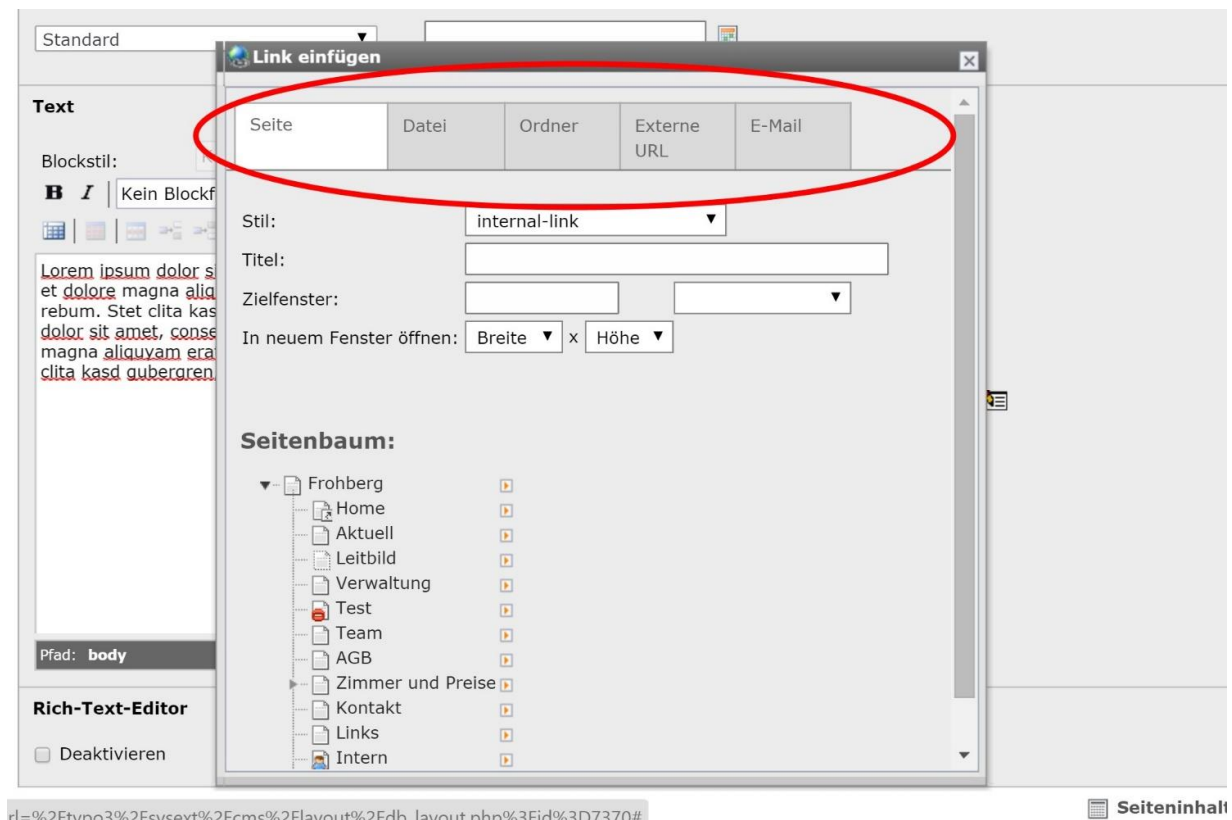 Standard
Link einfügen
Text
Seite Datei Ordner Externe URL E-Mail
Blockstil:
B I Kein Blockf
Stil: internal-link
Titel:
Zielfenster:
In neuem Fenster öffnen: Breite x Höhe
Lorem ipsum dolor s
et dolore magna aliq
rebum. Stet clita kas
dolor sit amet, conse
magna aliquyam era
clita kasd gubergren
Seitenbaum:
Frohberg
Home
Aktuell
Leitbild
Verwaltung
Test
Team
AGB
Zimmer und Preise
Kontakt
Links
Intern
Pfad: body
Rich-Text-Editor
Deaktivieren
Seiteninhalt
rl=%2Ftypo3%2Fsysext%2Fcms%2Flayout%2Fdb_layout.php%3Fid%3D7370#